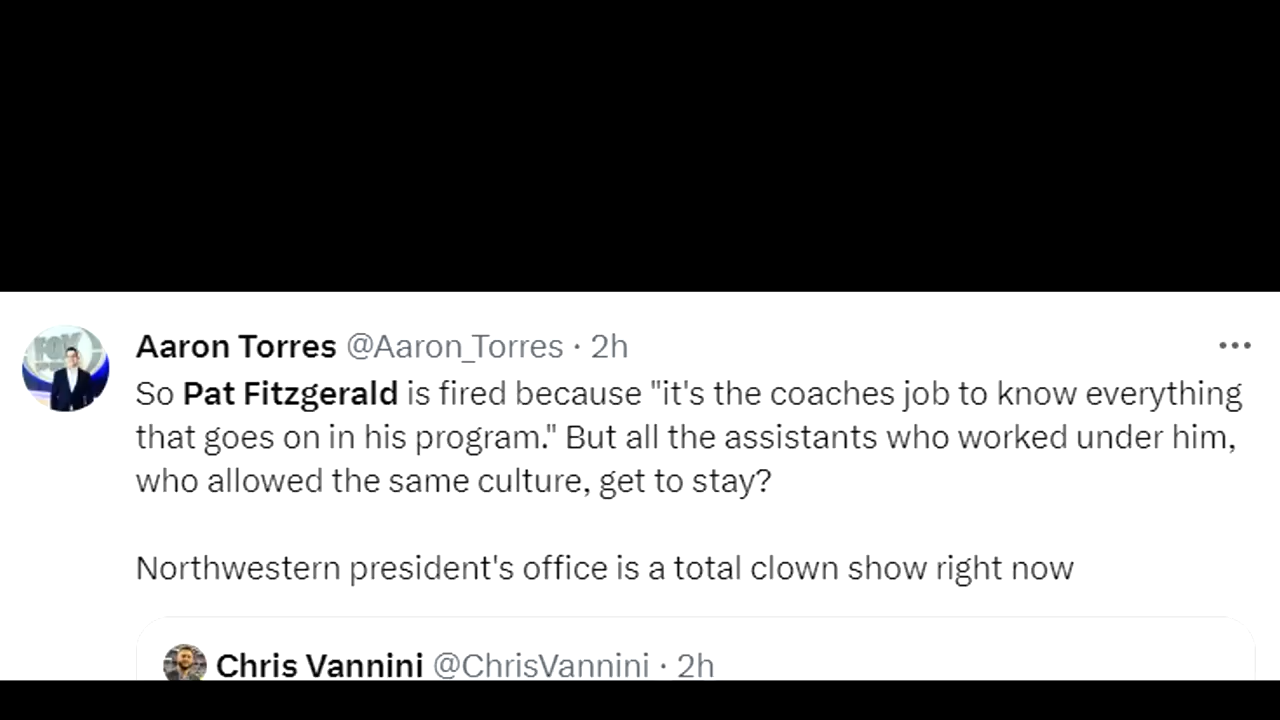 Aaron Torres @Aaron_Torres · 2h
So Pat Fitzgerald is fired because "it's the coaches job to know everything
that goes on in his program." But all the assistants who worked under him,
who allowed the same culture, get to stay?
Northwestern president's office is a total clown show right now
Chris Vannini @ChrisVannini · 2h